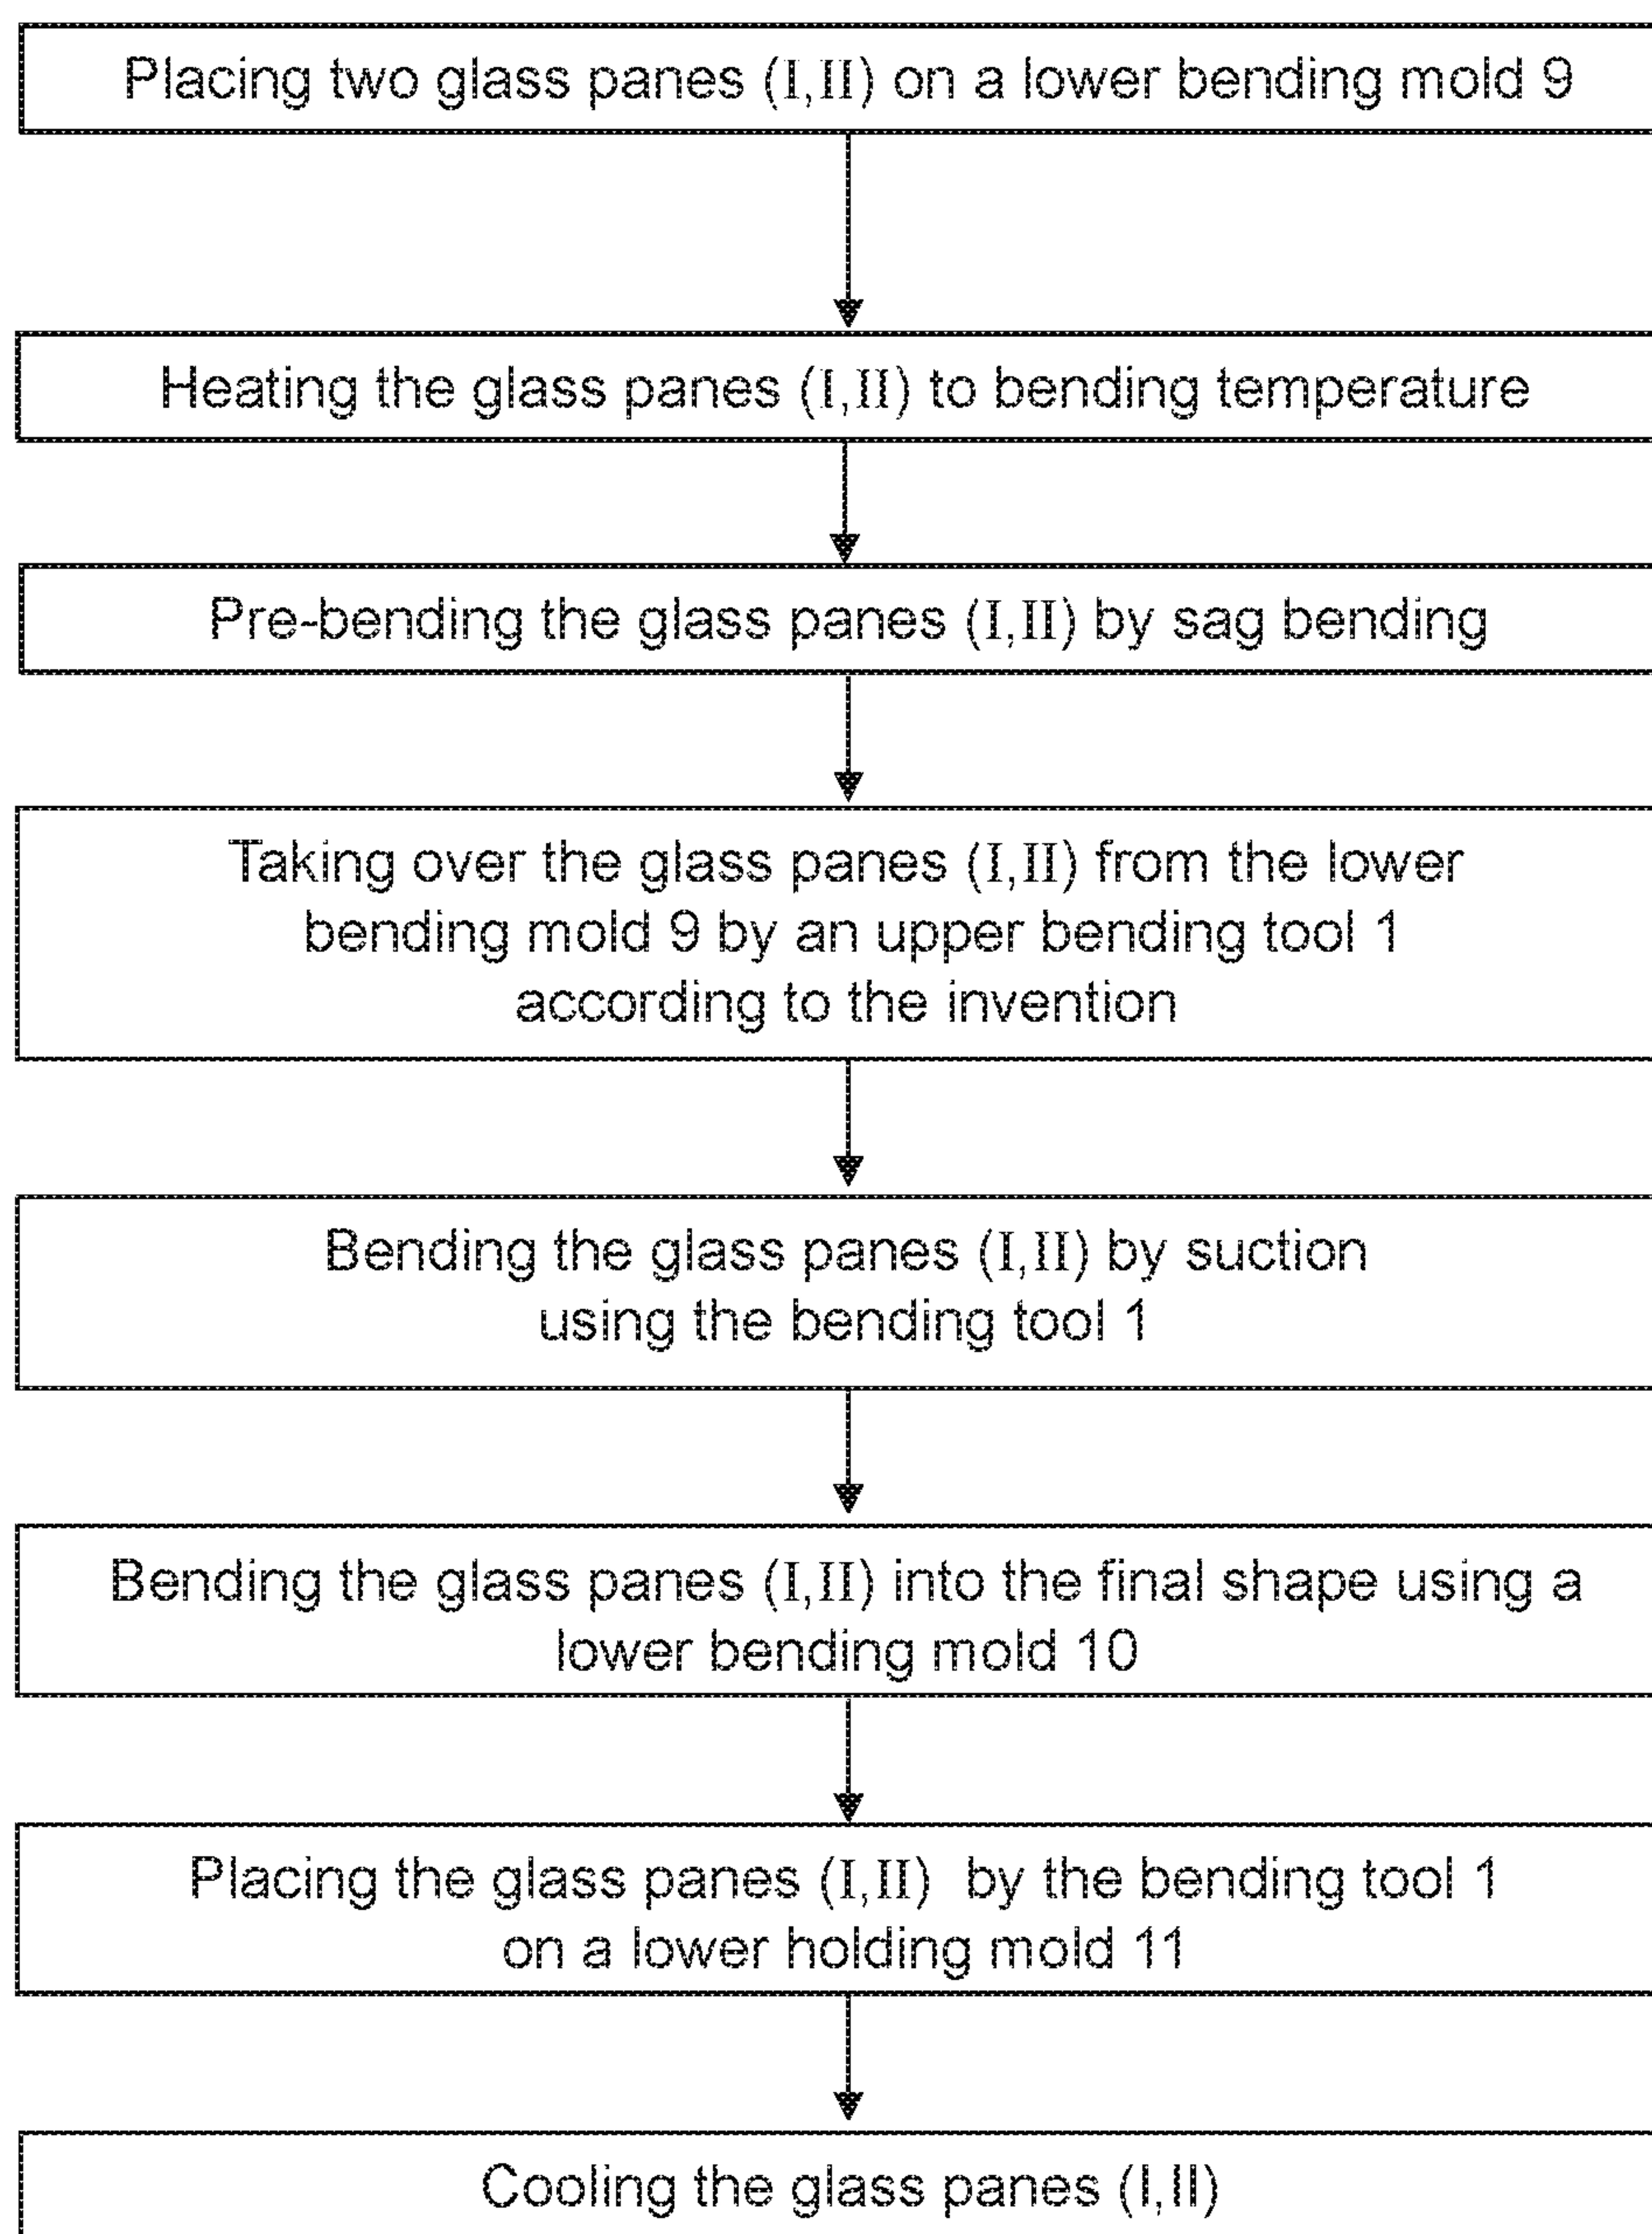 Placing two glass panes (I,II) on a lower bending mold 9
Heating the glass panes (I,II) to bending temperature
Pre-bending the glass panes (I,II) by sag bending
Taking over the glass panes (I,II) from the lower
bending mold 9 by an upper bending tool 1
according to the invention
Bending the glass panes (I,II) by suction
using the bending tool 1
Bending the glass panes (I,II) into the final shape using a
lower bending mold 10
Placing the glass panes (I,II) by the bending tool 1
on a lower holding mold 11
Cooling the glass panes (I,II)